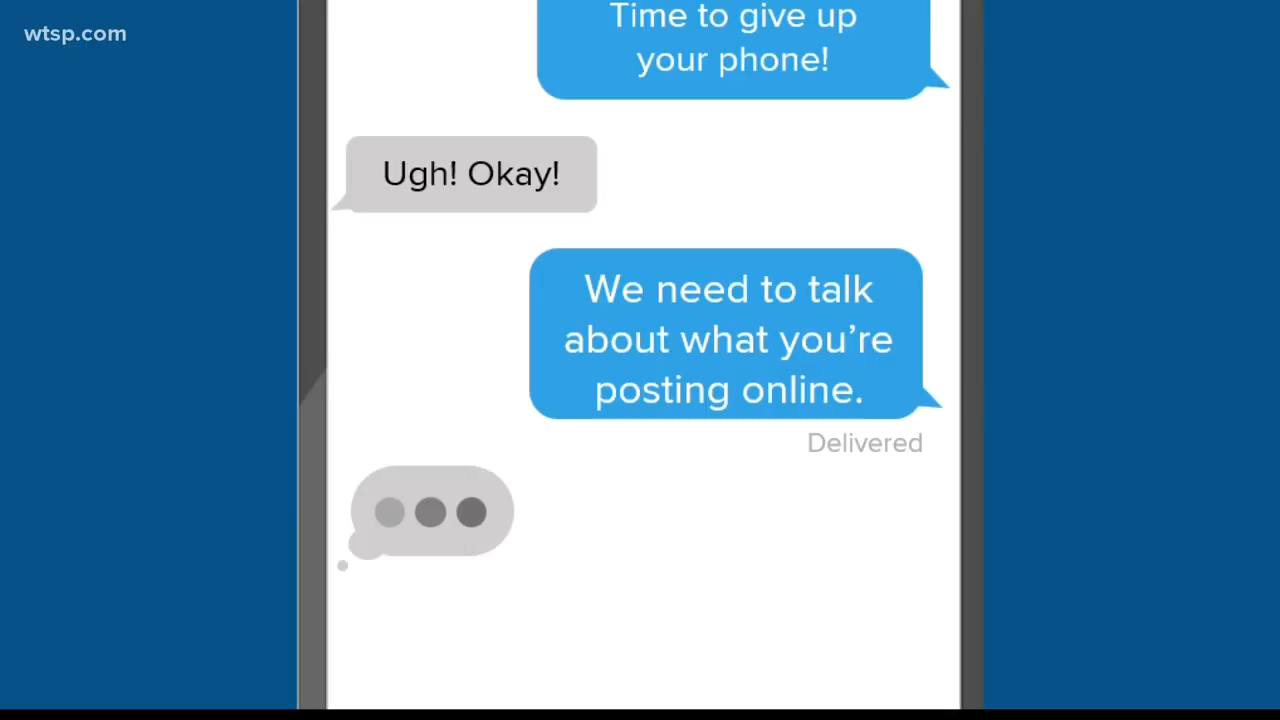 wtsp.com
Time to give up
your phone!
Ugh! Okay!
We need to talk
about what you’re
posting online.
Delivered